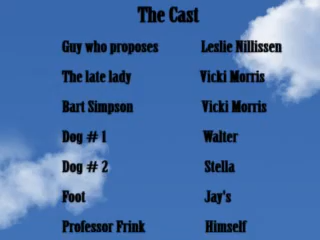 The Cast
Guy who proposes Leslie Nillissen
The late lady Vicki Morris
Bart Simpson Vicki Morris
Dog # 1 Walter
Dog # 2 Stella
Foot Jay's
Professor Frink Himself